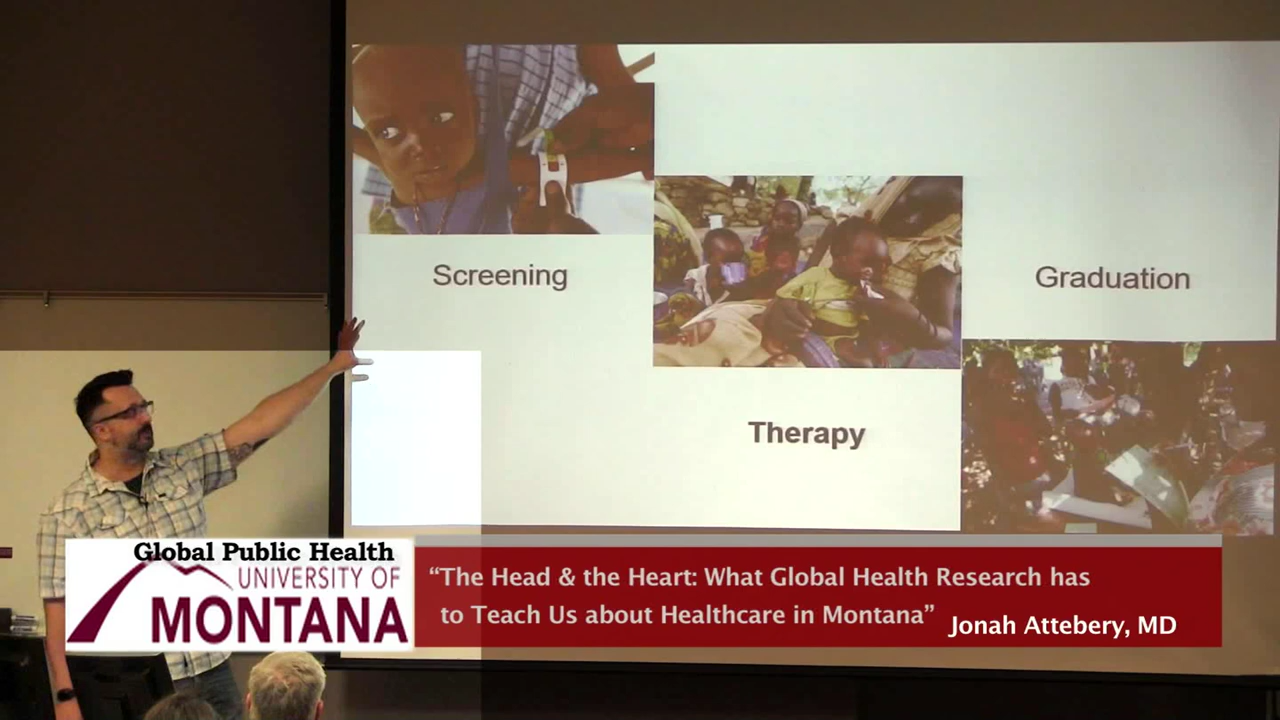 Screening
Graduation
Therapy
Global Public Health
UNIVERSITY OF
MONTANA
“The Head & the Heart: What Global Health Research has
to Teach Us about Healthcare in Montana”
Jonah Attebery, MD